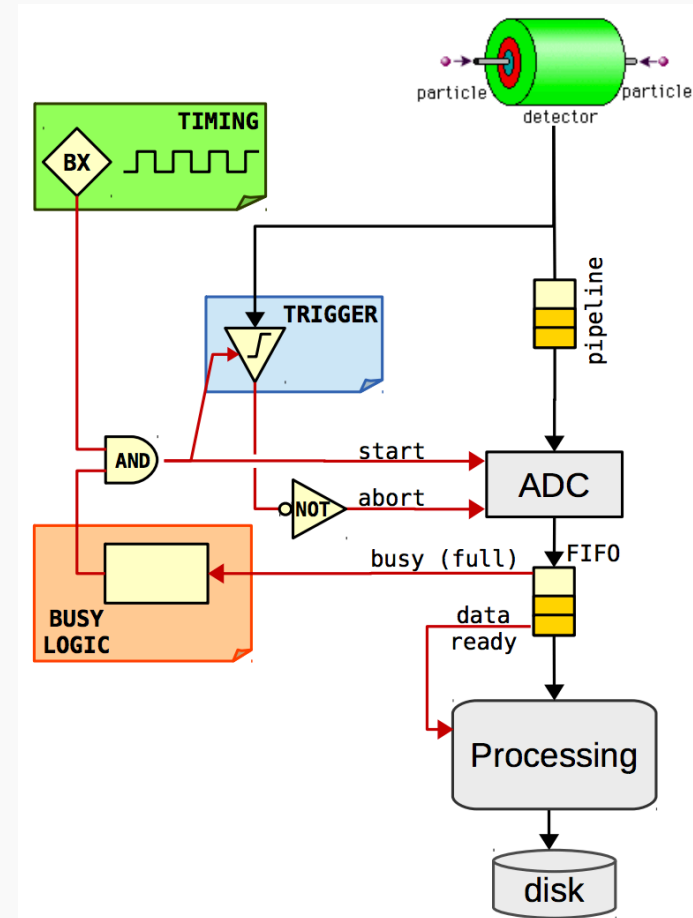 particle
particle
detector
TIMING
BX
pipeline
TRIGGER
AND
start
ADC
NOT
abort
busy (full)
FIFO
BUSY
LOGIC
data
ready
Processing
disk